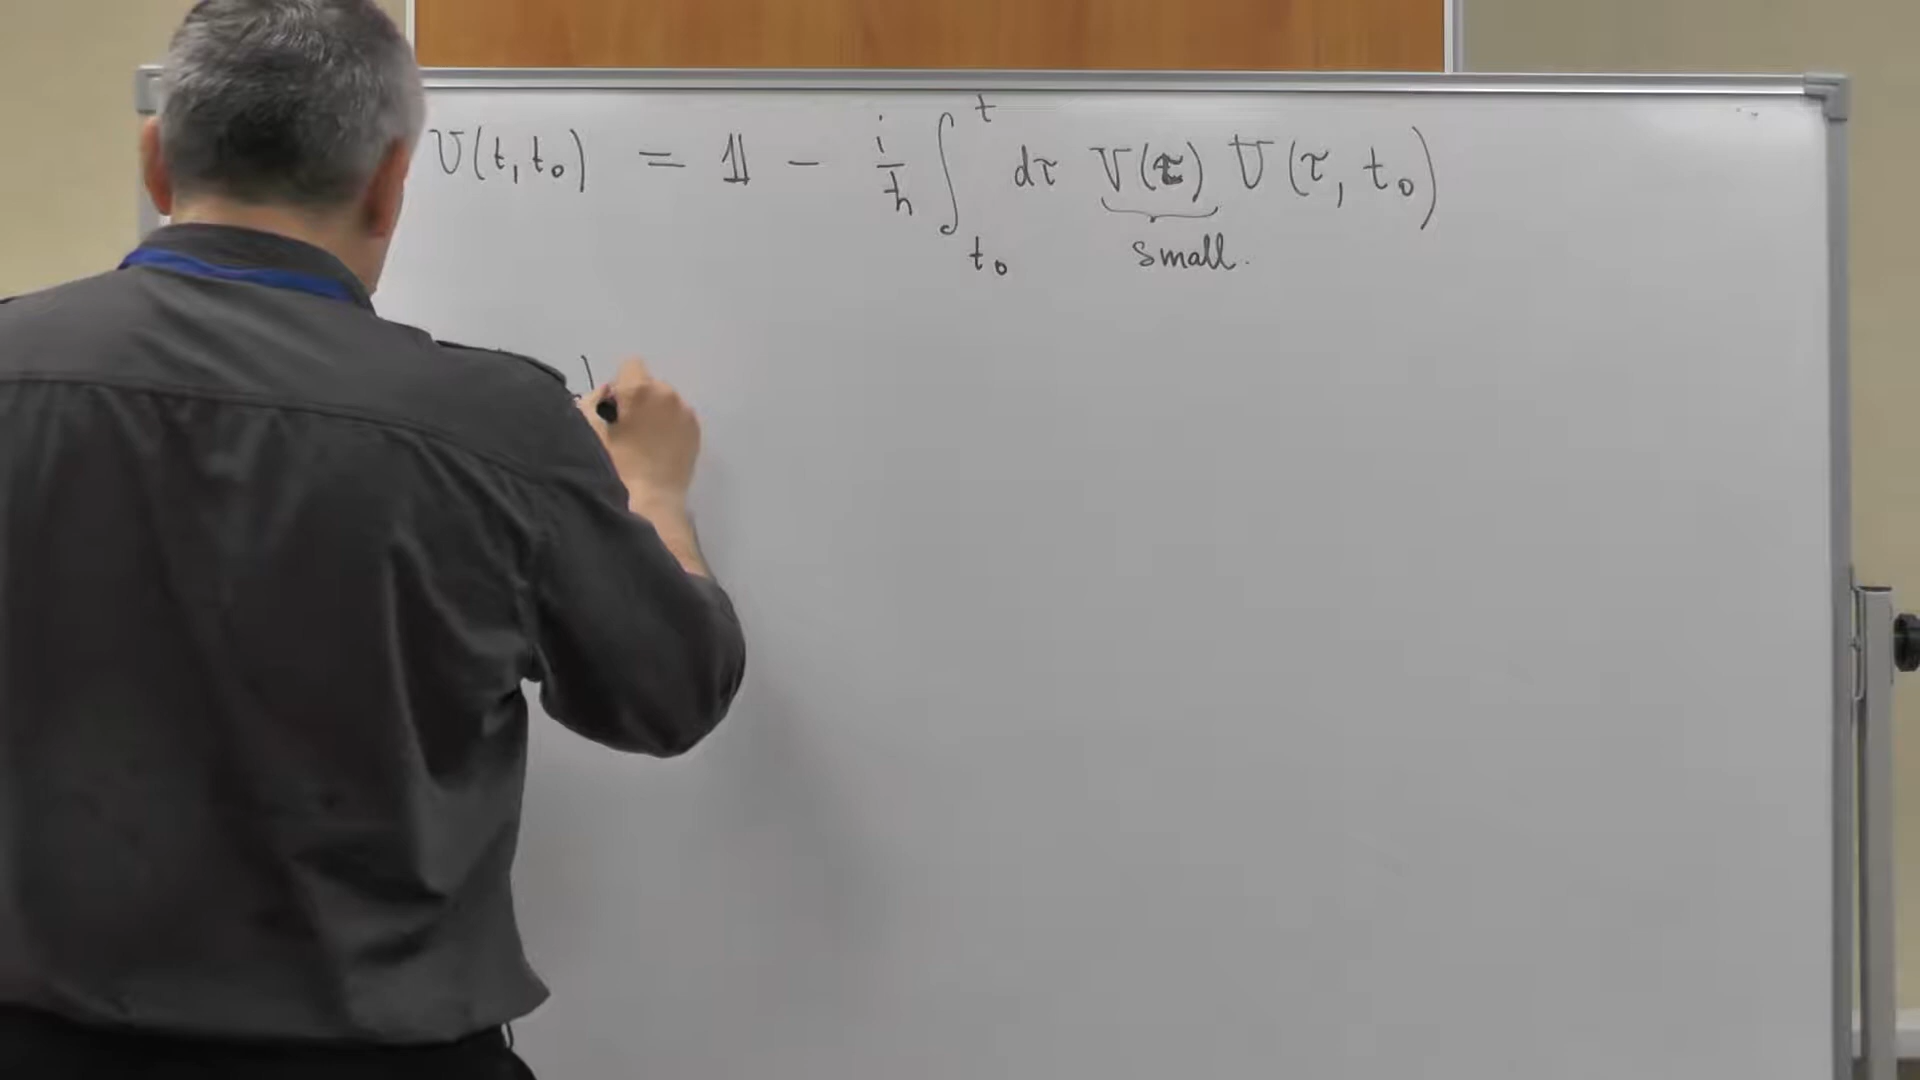 U(t,t₀) = 𝟙 - i/ħ ∫_{t₀}^{t} dτ V(τ) U(τ, t₀)
small.